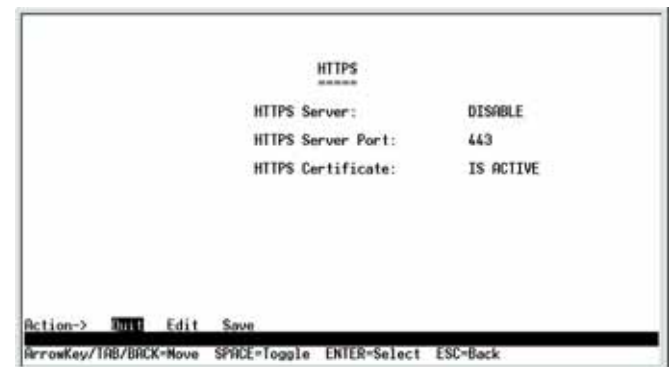 HTTPS
=====
HTTPS Server: DISABLE
HTTPS Server Port: 443
HTTPS Certificate: IS ACTIVE
Action-> Quit Edit Save
ArrowKey/TAB/BACK=Move SPACE=Toggle ENTER=Select ESC=Back